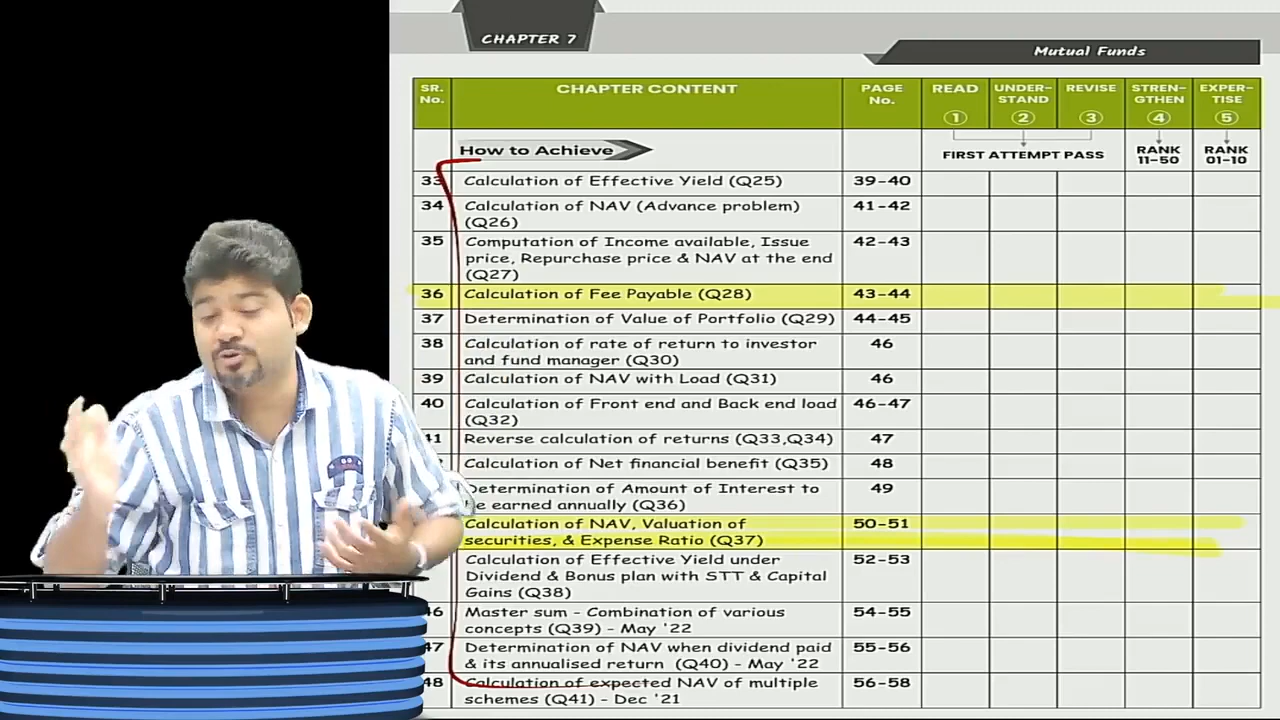 CHAPTER 7
Mutual Funds
SR. No. CHAPTER CONTENT PAGE No. READ UNDER-STAND REVISE STREN-GTHEN EXPER-TISE
① ② ③ ④ ⑤
How to Achieve FIRST ATTEMPT PASS RANK 11-50 RANK 01-10
33 Calculation of Effective Yield (Q25) 39-40
34 Calculation of NAV (Advance problem) 41-42
(Q26)
35 Computation of Income available, Issue 42-43
price, Repurchase price & NAV at the end
(Q27)
36 Calculation of Fee Payable (Q28) 43-44
37 Determination of Value of Portfolio (Q29) 44-45
38 Calculation of rate of return to investor 46
and fund manager (Q30)
39 Calculation of NAV with Load (Q31) 46
40 Calculation of Front end and Back end load 46-47
(Q32)
41 Reverse calculation of returns (Q33,Q34) 47
Calculation of Net financial benefit (Q35) 48
Determination of Amount of Interest to 49
be earned annually (Q36)
Calculation of NAV, Valuation of 50-51
securities, & Expense Ratio (Q37)
Calculation of Effective Yield under 52-53
Dividend & Bonus plan with STT & Capital
Gains (Q38)
46 Master sum - Combination of various 54-55
concepts (Q39) - May '22
47 Determination of NAV when dividend paid 55-56
& its annualised return (Q40) - May '22
48 Calculation of expected NAV of multiple 56-58
schemes (Q41) - Dec '21